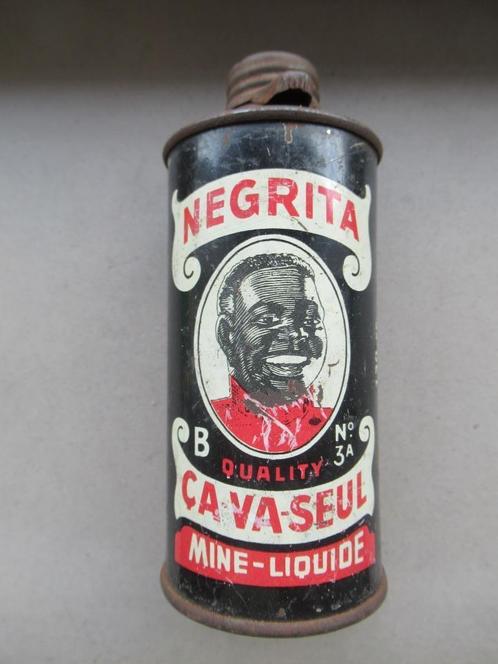 NEGRITA
B Nº 3A
QUALITY
ÇA-VA-SEUL
MINE-LIQUIDE